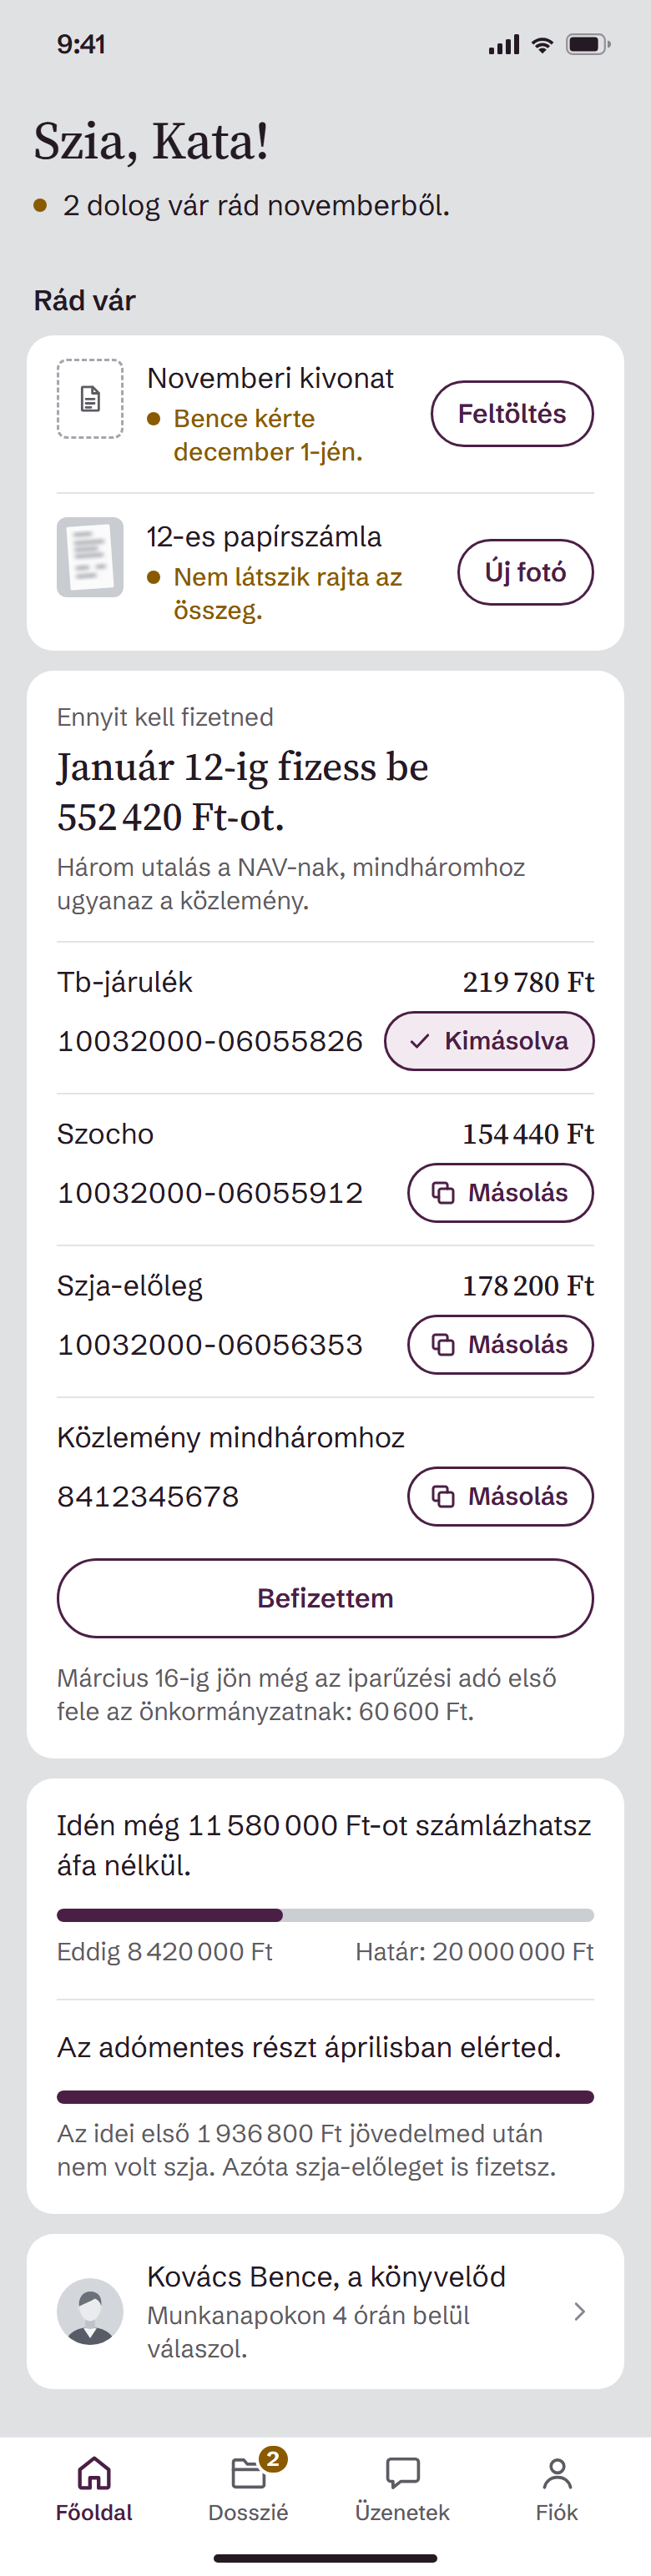 9:41
Szia, Kata!
2 dolog vár rád novemberből.
Rád vár
Novemberi kivonat
Bence kérte
december 1-jén.
Feltöltés
12-es papírszámla
Nem látszik rajta az
összeg.
Új fotó
Ennyit kell fizetned
Január 12-ig fizess be
552 420 Ft-ot.
Három utalás a NAV-nak, mindháromhoz
ugyanaz a közlemény.
Tb-járulék 219 780 Ft
10032000-06055826 Kimásolva
Szocho 154 440 Ft
10032000-06055912 Másolás
Szja-előleg 178 200 Ft
10032000-06056353 Másolás
Közlemény mindháromhoz
8412345678 Másolás
Befizettem
Március 16-ig jön még az iparűzési adó első
fele az önkormányzatnak: 60 600 Ft.
Idén még 11 580 000 Ft-ot számlázhatsz
áfa nélkül.
Eddig 8 420 000 Ft Határ: 20 000 000 Ft
Az adómentes részt áprilisban elérted.
Az idei első 1 936 800 Ft jövedelmed után
nem volt szja. Azóta szja-előleget is fizetsz.
Kovács Bence, a könyvelőd
Munkanapokon 4 órán belül
válaszol.
2
Főoldal Dosszié Üzenetek Fiók